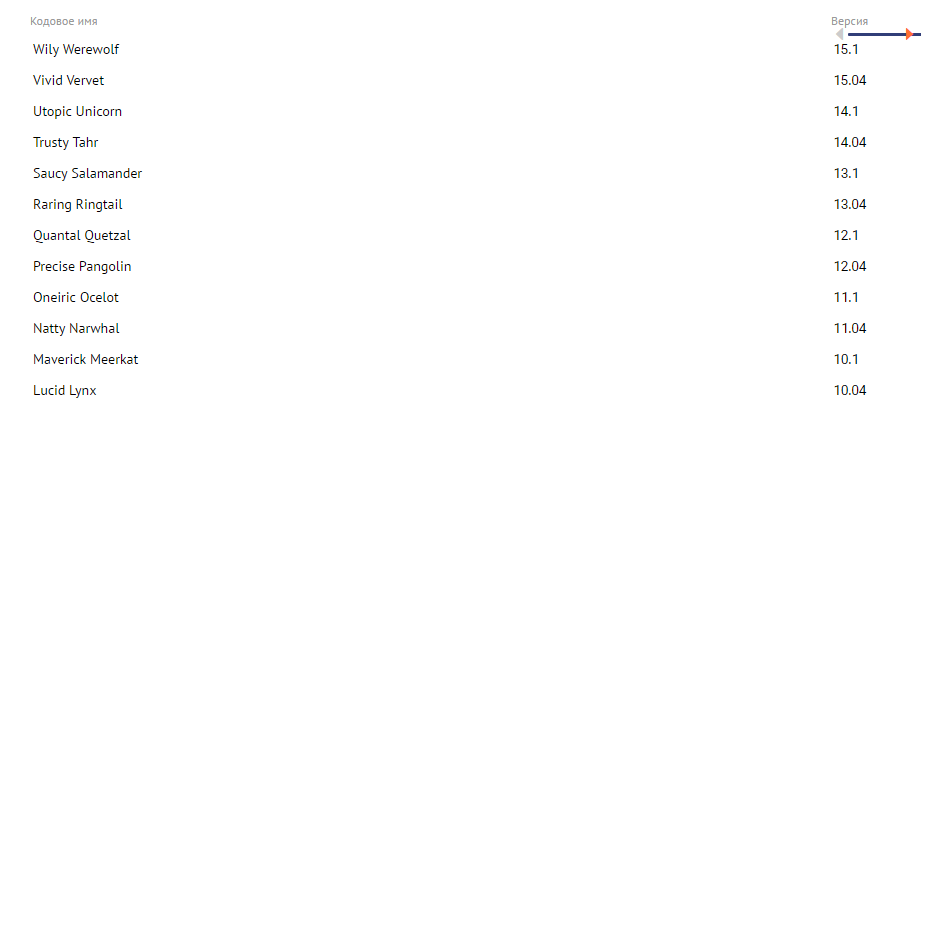 Кодовое имя Версия
Wily Werewolf 15.1
Vivid Vervet 15.04
Utopic Unicorn 14.1
Trusty Tahr 14.04
Saucy Salamander 13.1
Raring Ringtail 13.04
Quantal Quetzal 12.1
Precise Pangolin 12.04
Oneiric Ocelot 11.1
Natty Narwhal 11.04
Maverick Meerkat 10.1
Lucid Lynx 10.04